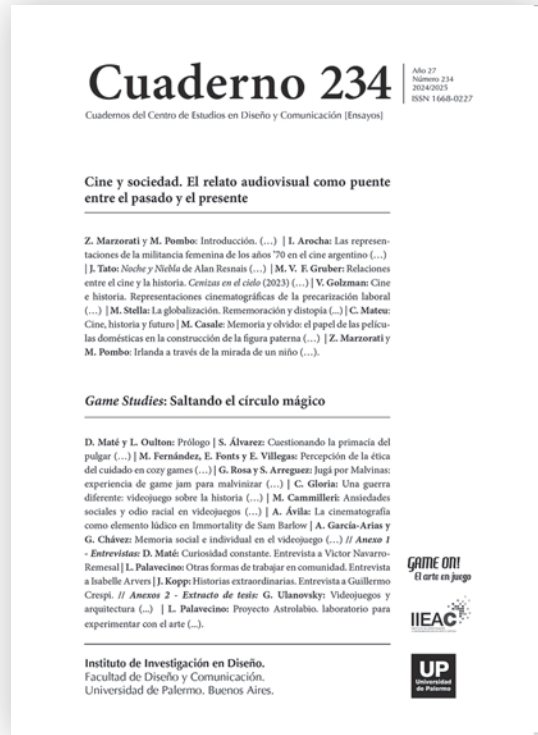 Cuaderno 234
Año 27
Número 234
2024/2025
ISSN 1668-0227
Cuadernos del Centro de Estudios en Diseño y Comunicación [Ensayos]
Cine y sociedad. El relato audiovisual como puente
entre el pasado y el presente
Z. Marzorati y M. Pombo: Introducción. (…) | I. Arocha: Las represen-
taciones de la militancia femenina de los años '70 en el cine argentino (…)
| J. Tato: Noche y Niebla de Alan Resnais (…) | M. V. F. Gruber: Relaciones
entre el cine y la historia. Cenizas en el cielo (2023) (…) | V. Golzman: Cine
e historia. Representaciones cinematográficas de la precarización laboral
(…) | M. Stella: La globalización. Rememoración y distopía (...) | C. Mateu:
Cine, historia y futuro | M. Casale: Memoria y olvido: el papel de las pelícu-
las domésticas en la construcción de la figura paterna (…) | Z. Marzorati y
M. Pombo: Irlanda a través de la mirada de un niño (…).
Game Studies: Saltando el círculo mágico
D. Maté y L. Oulton: Prólogo | S. Álvarez: Cuestionando la primacía del
pulgar (…) | M. Fernández, E. Fonts y E. Villegas: Percepción de la ética
del cuidado en cozy games (…) | G. Rosa y S. Arreguez: Jugá por Malvinas:
experiencia de game jam para malvinizar (…) | C. Gloria: Una guerra
diferente: videojuego sobre la historia (…) | M. Cammilleri: Ansiedades
sociales y odio racial en videojuegos (…) | A. Ávila: La cinematografía
como elemento lúdico en Immortality de Sam Barlow | A. García-Arias y
G. Chávez: Memoria social e individual en el videojuego (…) // Anexo 1
- Entrevistas: D. Maté: Curiosidad constante. Entrevista a Víctor Navarro-
Remesal | L. Palavecino: Otras formas de trabajar en comunidad. Entrevista
a Isabelle Arvers | J. Kopp: Historias extraordinarias. Entrevista a Guillermo
Crespi. // Anexos 2 - Extracto de tesis: G. Ulanovsky: Videojuegos y
arquitectura (...) | L. Palavecino: Proyecto Astrolabio. laboratorio para
experimentar con el arte (...).
GAME ON!
El arte en juego
IIEAC
Instituto de Investigación en Diseño.
Facultad de Diseño y Comunicación.
Universidad de Palermo. Buenos Aires.
UP
Universidad
de Palermo